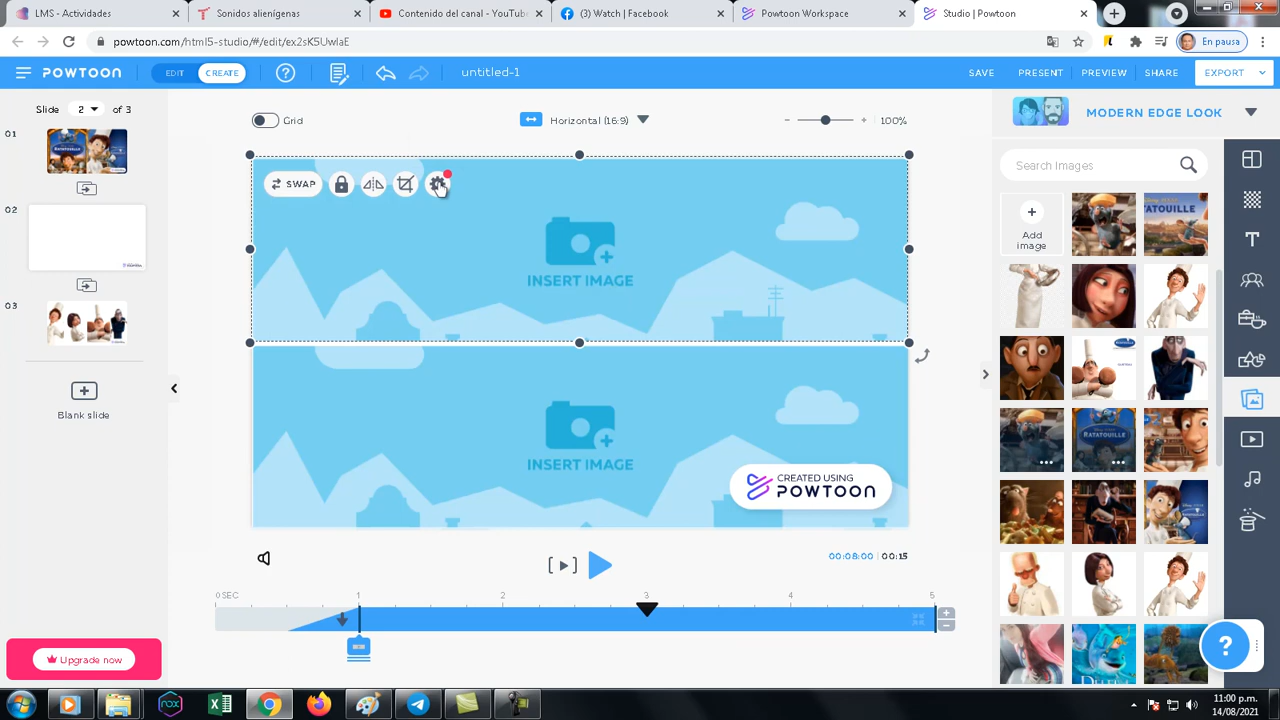 LMS - Actividades
Sonidos alienígenas
Contenido del canal - You
(3) Watch | Facebook
Powtoon Workspace
Studio | Powtoon
powtoon.com/html5-studio/#/edit/ex2sK5UwlaE
En pausa
POWTOON
EDIT
CREATE
untitled-1
SAVE
PRESENT
PREVIEW
SHARE
EXPORT
Slide 2 of 3
Grid
Horizontal (16:9)
100%
MODERN EDGE LOOK
Search Images
01
02
03
Blank slide
SWAP
INSERT IMAGE
INSERT IMAGE
CREATED USING
POWTOON
Add
image
RATATOUILLE
00:08:00 | 00:15
0 SEC
1
2
3
4
5
Upgrade now
11:00 p.m.
14/08/2021